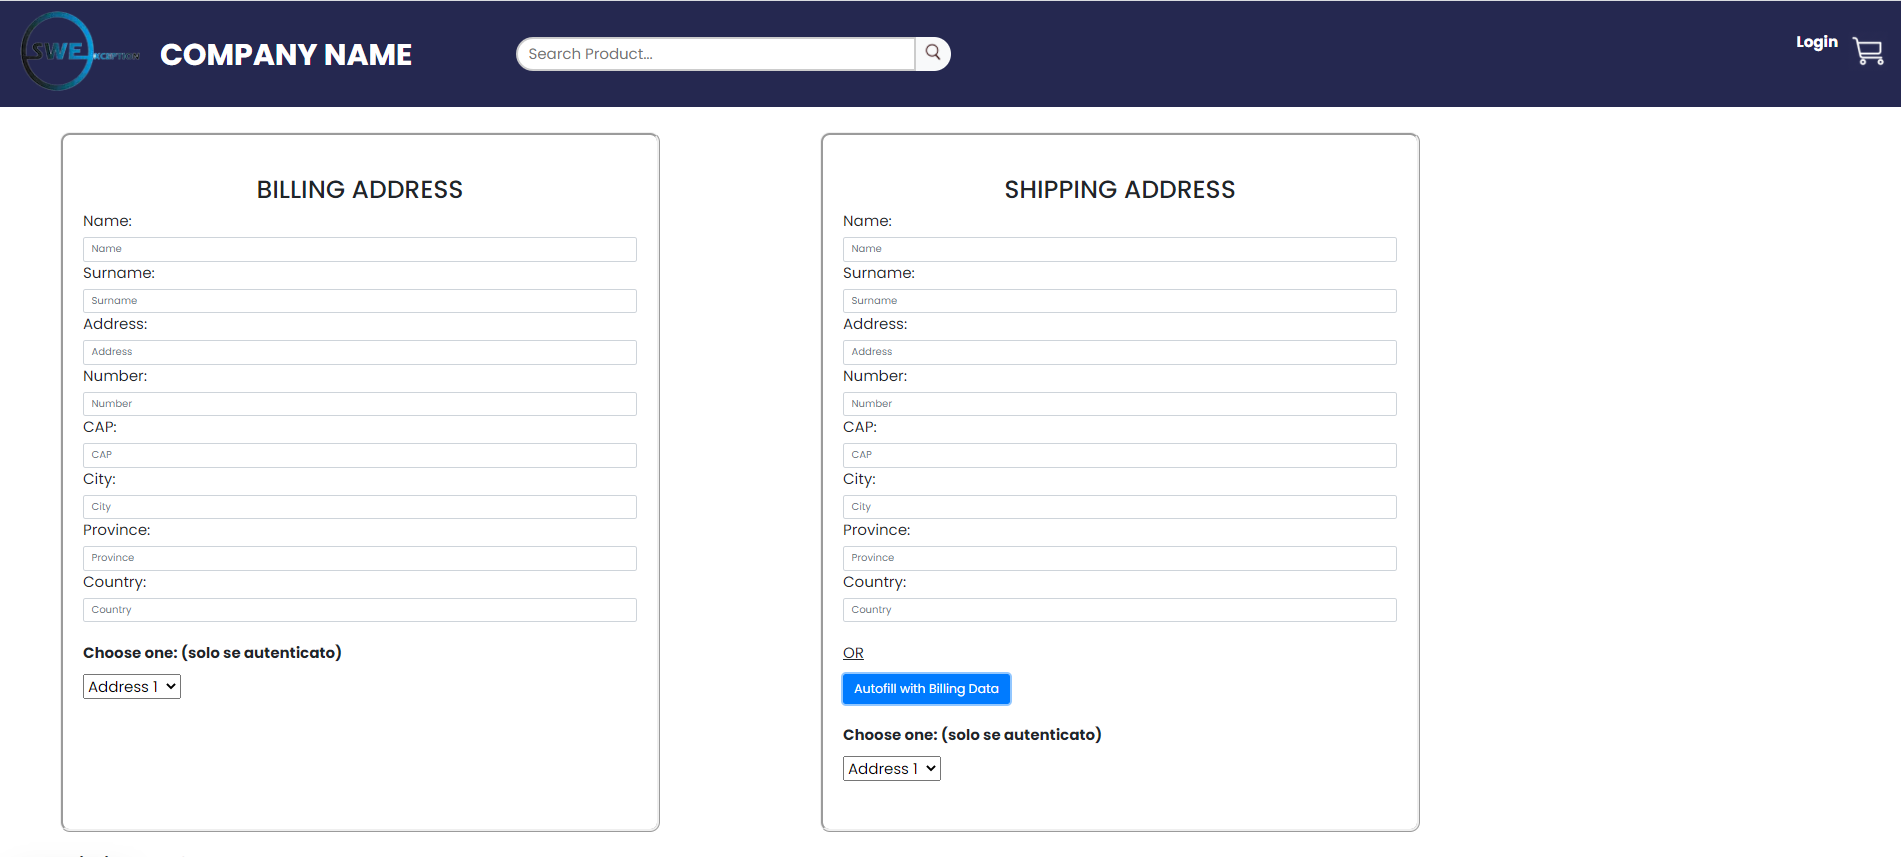 SWE XCEPTION
COMPANY NAME
Search Product...
Login
BILLING ADDRESS
Name:
Name
Surname:
Surname
Address:
Address
Number:
Number
CAP:
CAP
City:
City
Province:
Province
Country:
Country
Choose one: (solo se autenticato)
Address 1
SHIPPING ADDRESS
Name:
Name
Surname:
Surname
Address:
Address
Number:
Number
CAP:
CAP
City:
City
Province:
Province
Country:
Country
OR
Autofill with Billing Data
Choose one: (solo se autenticato)
Address 1